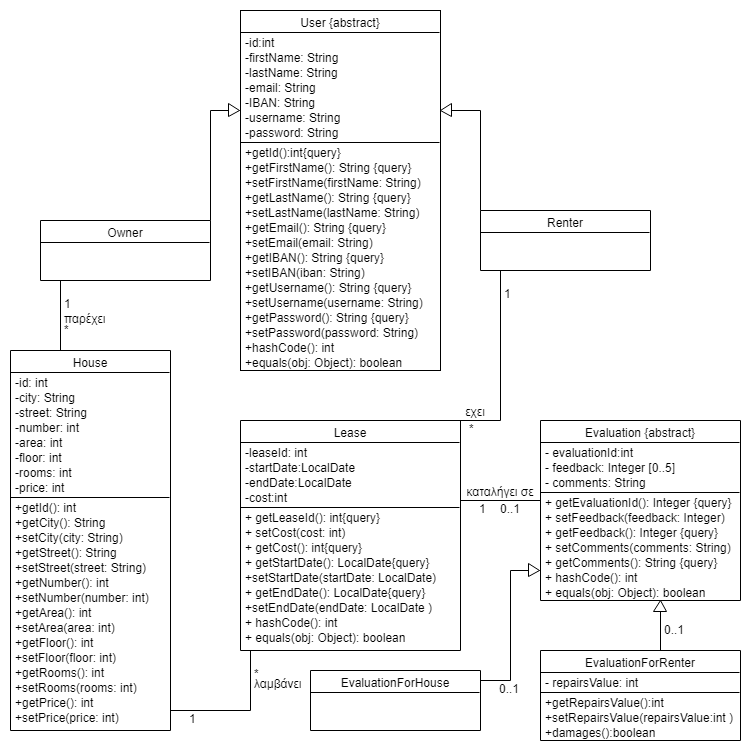 User {abstract}
-id:int
-firstName: String
-lastName: String
-email: String
-IBAN: String
-username: String
-password: String
+getId():int{query}
+getFirstName(): String {query}
+setFirstName(firstName: String)
+getLastName(): String {query}
+setLastName(lastName: String)
+getEmail(): String {query}
+setEmail(email: String)
+getIBAN(): String {query}
+setIBAN(iban: String)
+getUsername(): String {query}
+setUsername(username: String)
+getPassword(): String {query}
+setPassword(password: String)
+hashCode(): int
+equals(obj: Object): boolean
Owner
Renter
1
παρέχει
*
1
εχει
*
House
-id: int
-city: String
-street: String
-number: int
-area: int
-floor: int
-rooms: int
-price: int
+getId(): int
+getCity(): String
+setCity(city: String)
+getStreet(): String
+setStreet(street: String)
+getNumber(): int
+setNumber(number: int)
+getArea(): int
+setArea(area: int)
+getFloor(): int
+setFloor(floor: int)
+getRooms(): int
+setRooms(rooms: int)
+getPrice(): int
+setPrice(price: int)
Lease
-leaseId: int
-startDate:LocalDate
-endDate:LocalDate
-cost:int
+ getLeaseId(): int{query}
+ setCost(cost: int)
+ getCost(): int{query}
+ getStartDate(): LocalDate{query}
+setStartDate(startDate: LocalDate)
+ getEndDate(): LocalDate{query}
+setEndDate(endDate: LocalDate )
+ hashCode(): int
+ equals(obj: Object): boolean
καταλήγει σε
1 0..1
Evaluation {abstract}
- evaluationId:int
- feedback: Integer [0..5]
- comments: String
+ getEvaluationId(): Integer {query}
+ setFeedback(feedback: Integer)
+ getFeedback(): Integer {query}
+ setComments(comments: String)
+ getComments(): String {query}
+ hashCode(): int
+ equals(obj: Object): boolean
*
λαμβάνει
1
EvaluationForHouse
0..1
0..1
EvaluationForRenter
- repairsValue: int
+getRepairsValue():int
+setRepairsValue(repairsValue:int )
+damages():boolean